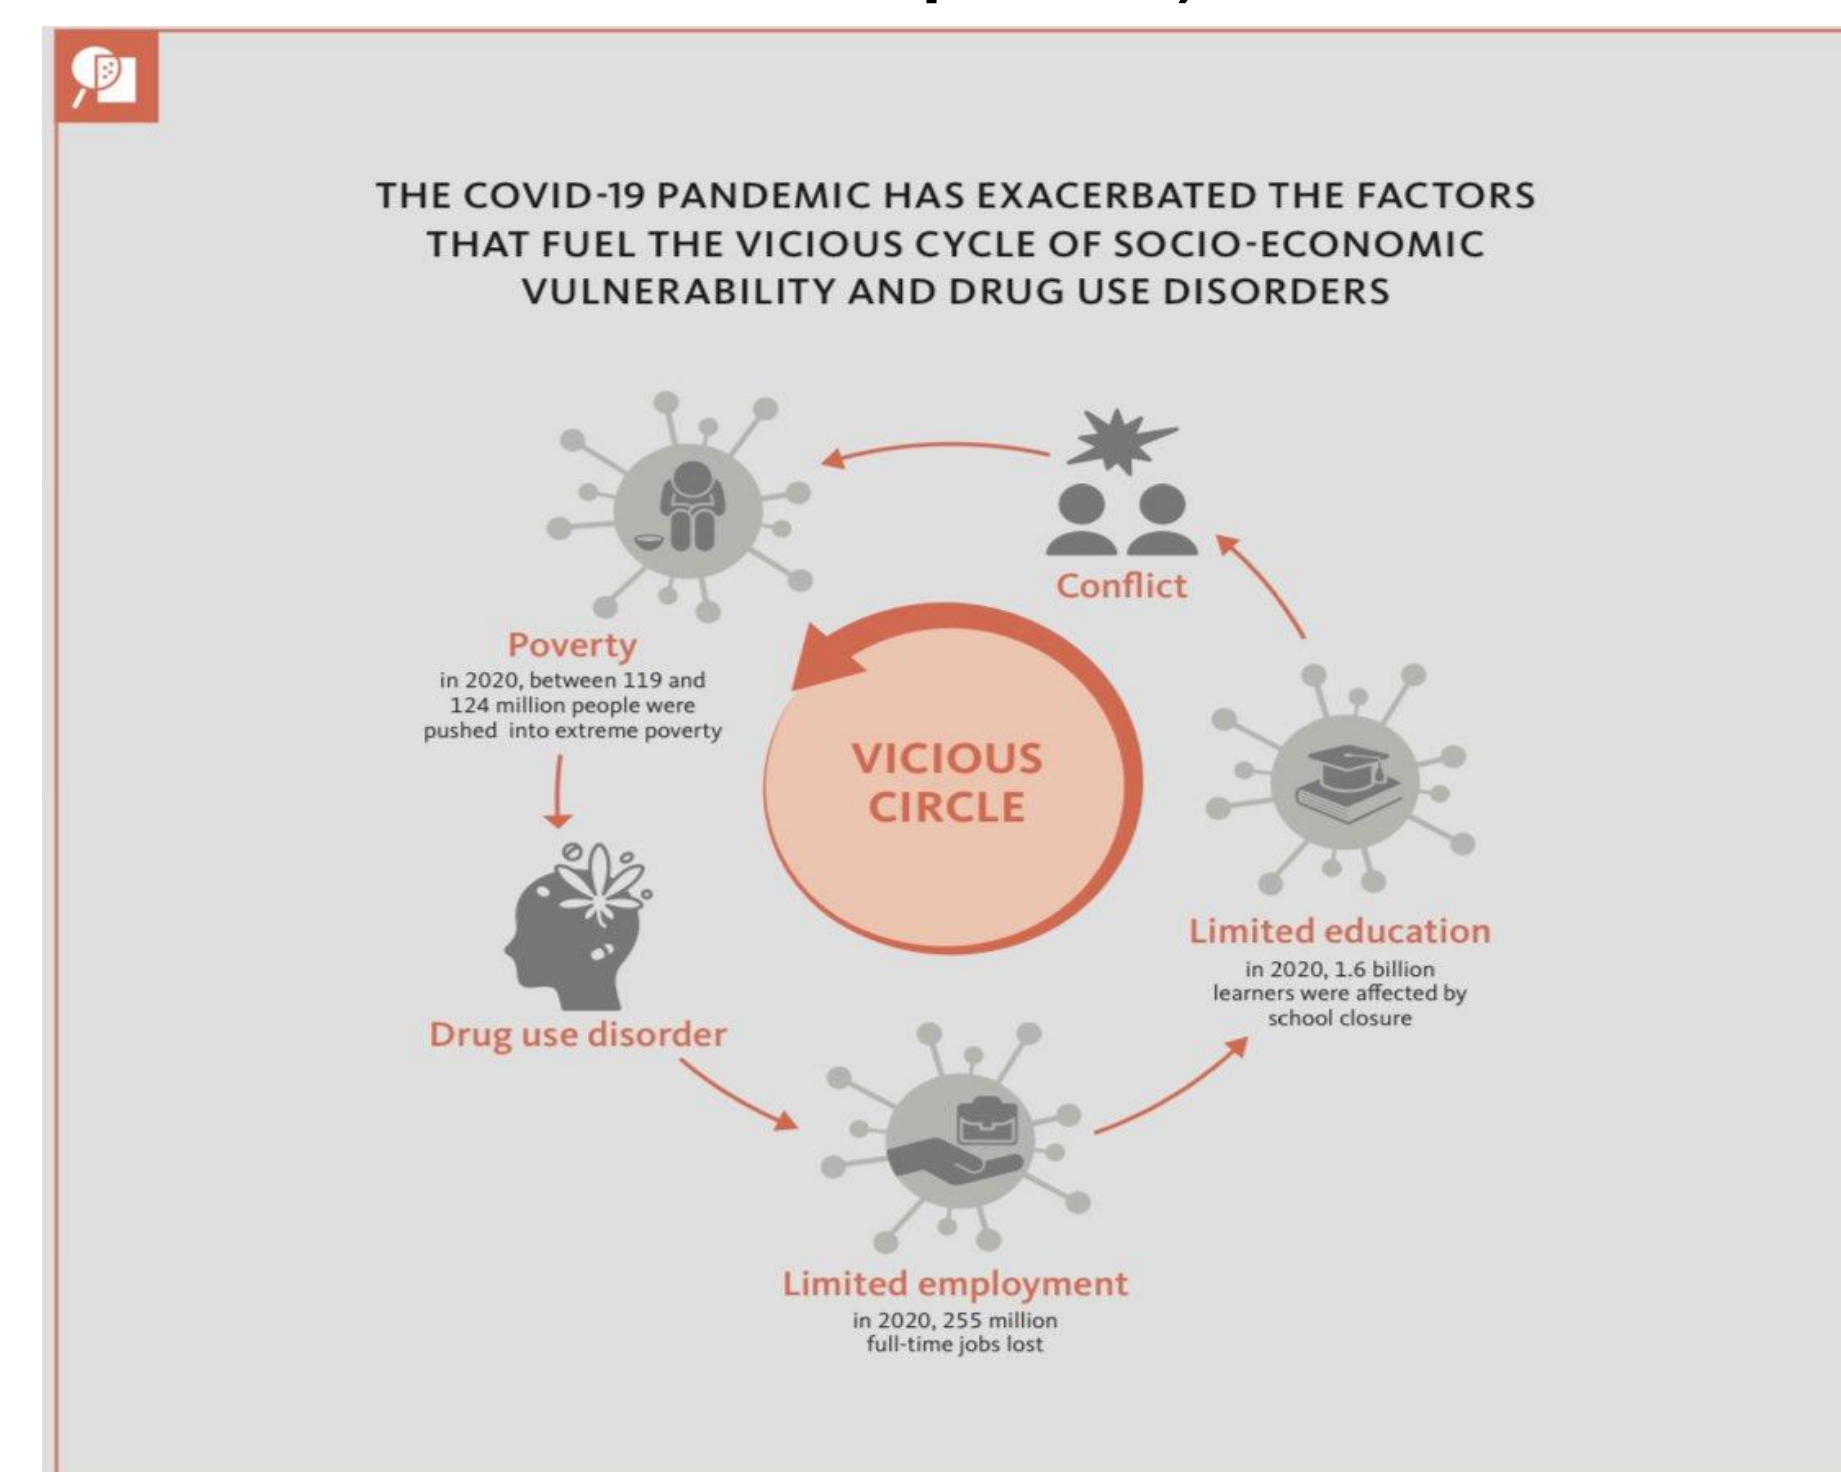 THE COVID-19 PANDEMIC HAS EXACERBATED THE FACTORS
THAT FUEL THE VICIOUS CYCLE OF SOCIO-ECONOMIC
VULNERABILITY AND DRUG USE DISORDERS
Conflict
Poverty
in 2020, between 119 and
124 million people were
pushed into extreme poverty
VICIOUS
CIRCLE
Limited education
in 2020, 1.6 billion
learners were affected by
school closure
Drug use disorder
Limited employment
in 2020, 255 million
full-time jobs lost